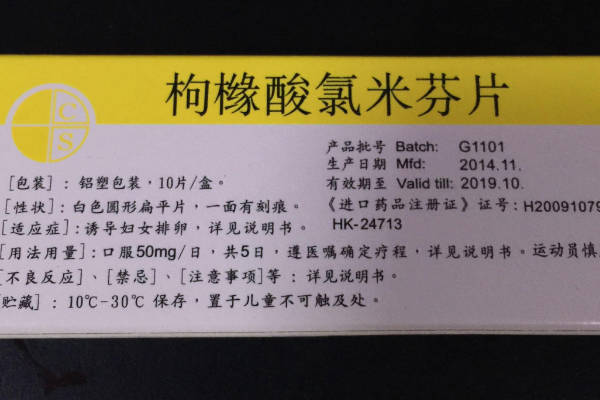 枸橼酸氯米芬片
C
S
产品批号 Batch: G1101
生产日期 Mfd: 2014.11.
有效期至 Valid till: 2019.10.
《进口药品注册证》证号: H20091079
HK-24713
[包装]: 铝塑包装，10片/盒。
[性状]: 白色圆形扁平片，一面有刻痕。
[适应症]: 诱导妇女排卵，详见说明书。
[用法用量]: 口服50mg/日，共5日，遵医嘱确定疗程，详见说明书。运动员慎
[不良反应]、[禁忌]、[注意事项]等: 详见说明书。
[贮藏]: 10℃-30℃ 保存，置于儿童不可触及处。